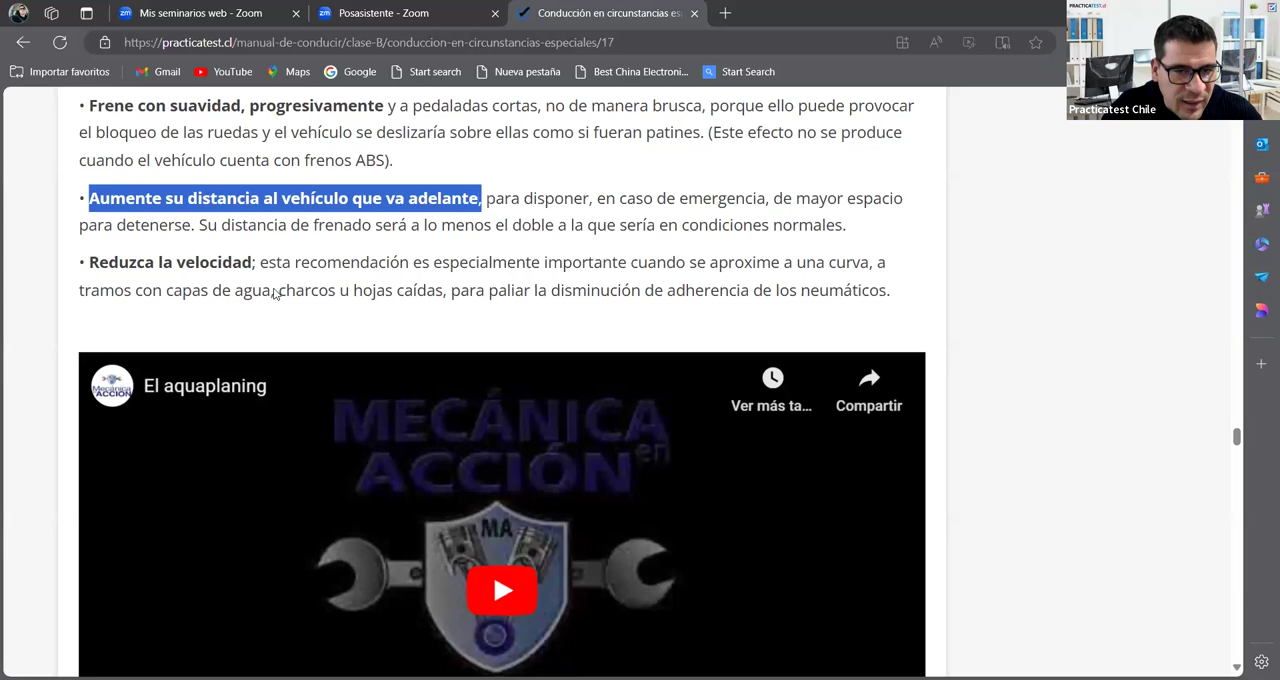 Mis seminarios web - Zoom
Posasistente - Zoom
Conducción en circunstancias es
PRACTICATEST.cl
https://practicatest.cl/manual-de-conducir/clase-B/conduccion-en-circunstancias-especiales/17
Importar favoritos
Gmail
YouTube
Maps
Google
Start search
Nueva pestaña
Best China Electroni...
Start Search
Practicatest Chile
• Frene con suavidad, progresivamente y a pedaladas cortas, no de manera brusca, porque ello puede provocar
el bloqueo de las ruedas y el vehículo se deslizaría sobre ellas como si fueran patines. (Este efecto no se produce
cuando el vehículo cuenta con frenos ABS).
• Aumente su distancia al vehículo que va adelante, para disponer, en caso de emergencia, de mayor espacio
para detenerse. Su distancia de frenado será a lo menos el doble a la que sería en condiciones normales.
• Reduzca la velocidad; esta recomendación es especialmente importante cuando se aproxime a una curva, a
tramos con capas de agua, charcos u hojas caídas, para paliar la disminución de adherencia de los neumáticos.
Mecánica
ACCIÓN
El aquaplaning
Ver más ta...
Compartir
MECÁNICA
en
ACCIÓN
MA